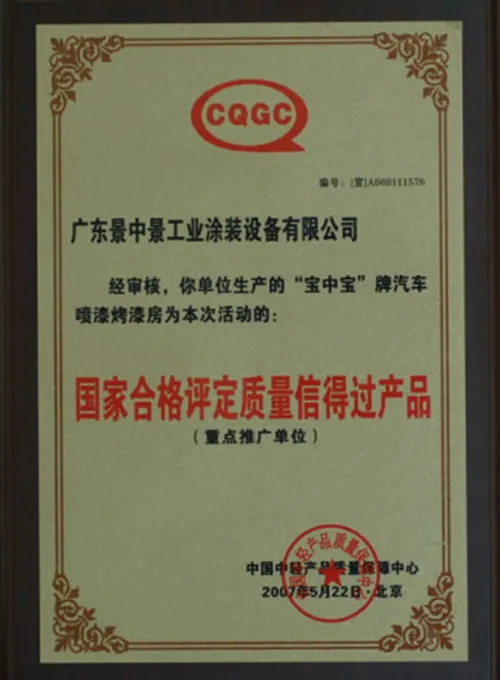 CQGC
编号：[宣]A060111576
广东景中景工业涂装设备有限公司
经审核，你单位生产的“宝中宝”牌汽车
喷漆烤漆房为本次活动的：
国家合格评定质量信得过产品
（重点推广单位）
中国中轻产品质量保障中心
2007年5月22日·北京